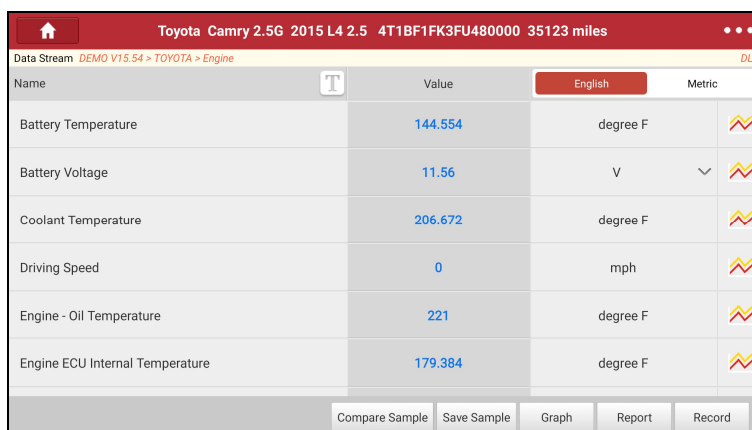 Toyota Camry 2.5G 2015 L4 2.5 4T1BF1FK3FU480000 35123 miles
Data Stream DEMO V15.54 > TOYOTA > Engine DL
Name T Value English Metric
Battery Temperature 144.554 degree F
Battery Voltage 11.56 V
Coolant Temperature 206.672 degree F
Driving Speed 0 mph
Engine - Oil Temperature 221 degree F
Engine ECU Internal Temperature 179.384 degree F
Compare Sample Save Sample Graph Report Record